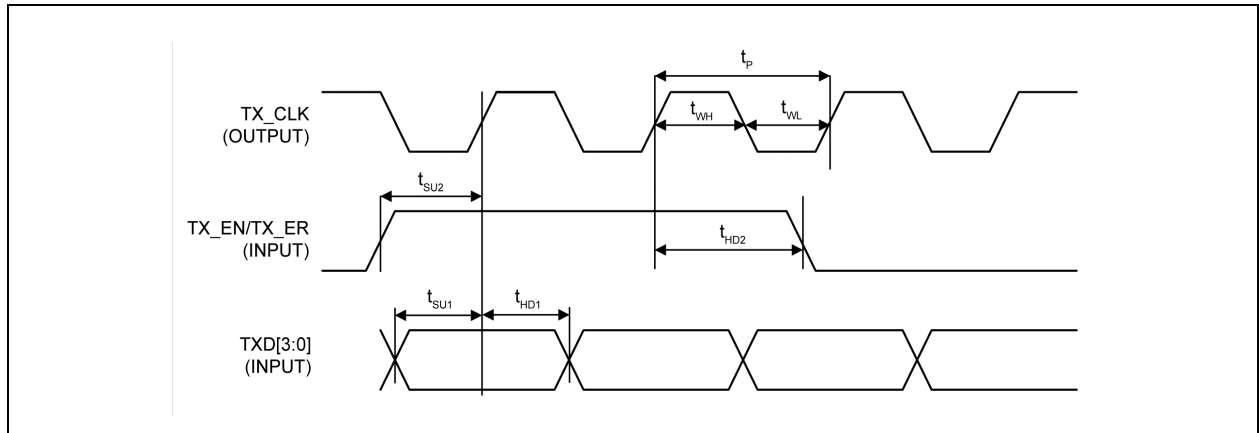 t_P
TX_CLK
(OUTPUT)
t_WH
t_WL
t_SU2
TX_EN/TX_ER
(INPUT)
t_HD2
t_SU1
t_HD1
TXD[3:0]
(INPUT)